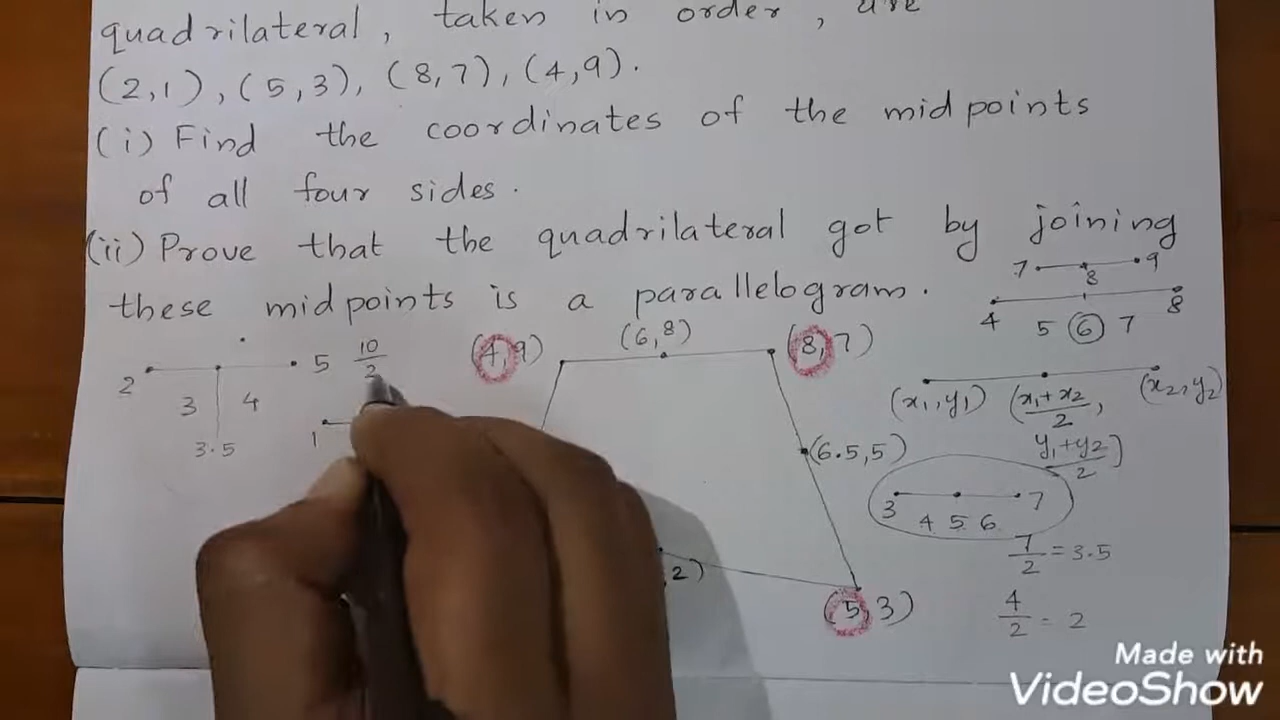 quadrilateral, taken in order, are
(2,1), (5,3), (8,7), (4,9).
(i) Find the coordinates of the midpoints
of all four sides.
(ii) Prove that the quadrilateral got by joining
these midpoints is a parallelogram.
7 8 9
4 5 6 7 8
2 3 4 5
3.5
10/2
1
(4,9) (6,8) (8,7)
(x₁,y₁) (x₁+x₂/2, y₁+y₂/2) (x₂,y₂)
(6.5,5)
3 4 5 6 7
7/2 = 3.5
,2)
(5,3)
4/2 = 2
Made with
VideoShow